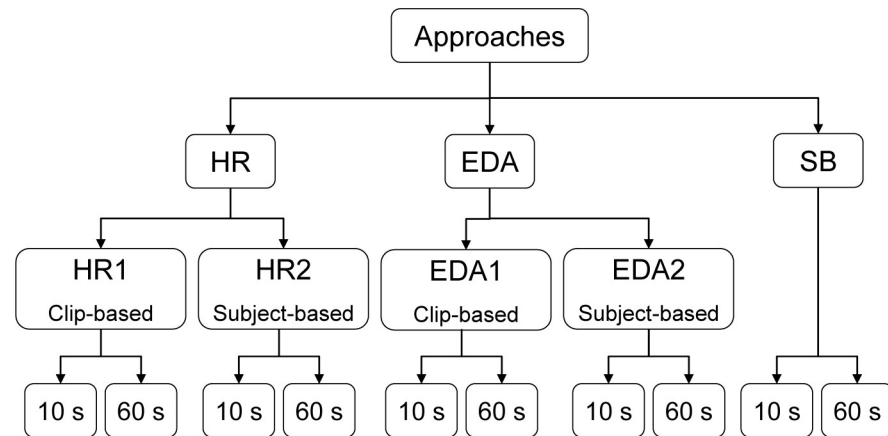 Approaches
HR
EDA
SB
HR1
Clip-based
HR2
Subject-based
EDA1
Clip-based
EDA2
Subject-based
10 s
60 s
10 s
60 s
10 s
60 s
10 s
60 s
10 s
60 s